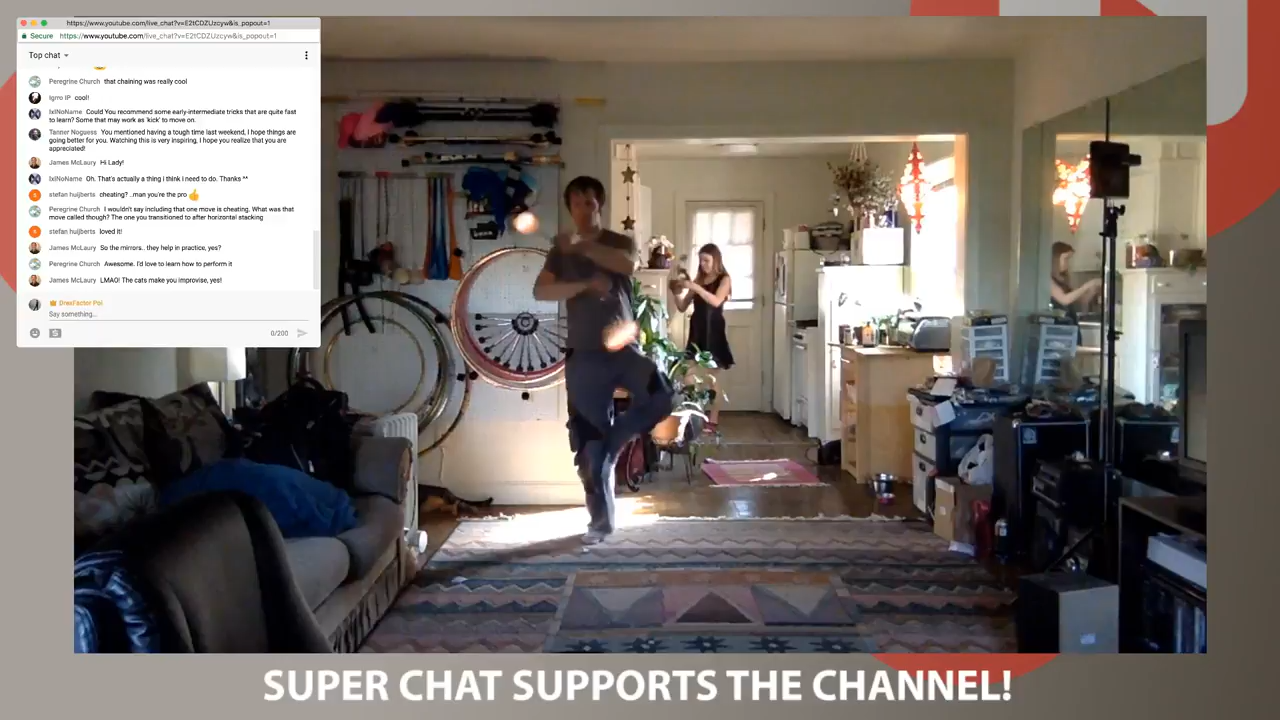 https://www.youtube.com/live_chat?v=E2tCDZUzcyw&is_popout=1
Secure https://www.youtube.com/live_chat?v=E2tCDZUzcyw&is_popout=1
Top chat
Peregrine Church that chaining was really cool
Igrro IP cool!
IxINoName Could You recommend some early-intermediate tricks that are quite fast
to learn? Some that may work as 'kick' to move on.
Tanner Noguess You mentioned having a tough time last weekend, I hope things are
going better for you. Watching this is very inspiring, I hope you realize that you are
appreciated!
James McLaury Hi Lady!
IxINoName Oh. That's actually a thing i think i need to do. Thanks ^^
stefan huijberts cheating? ..man you're the pro 👍
Peregrine Church I wouldn't say including that one move is cheating. What was that
move called though? The one you transitioned to after horizontal stacking
stefan huijberts loved it!
James McLaury So the mirrors.. they help in practice, yes?
Peregrine Church Awesome. I'd love to learn how to perform it
James McLaury LMAO! The cats make you improvise, yes!
DrexFactor Poi
Say something...
0/200
SUPER CHAT SUPPORTS THE CHANNEL!